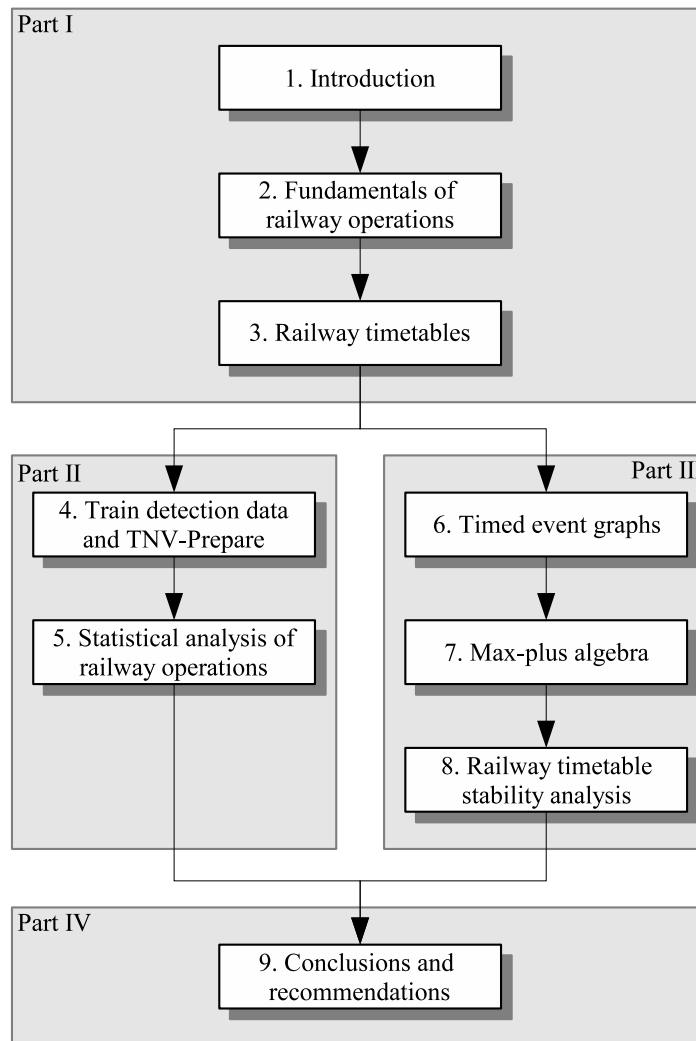 Part I
1. Introduction
2. Fundamentals of
railway operations
3. Railway timetables
Part II
4. Train detection data
and TNV-Prepare
5. Statistical analysis of
railway operations
Part III
6. Timed event graphs
7. Max-plus algebra
8. Railway timetable
stability analysis
Part IV
9. Conclusions and
recommendations